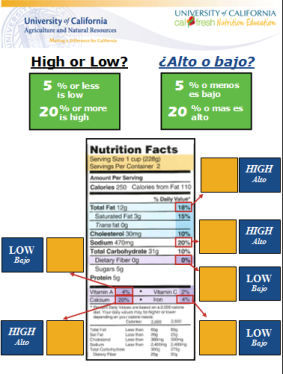 University of California
Agriculture and Natural Resources
Making a Difference for California
UNIVERSITY OF CALIFORNIA
calfresh Nutrition Education
High or Low?
¿Alto o bajo?
5 % or less
is low
20 % or more
is high
5 % o menos
es bajo
20 % o mas es
alto
Nutrition Facts
Serving Size 1 cup (228g)
Servings Per Container 2
Amount Per Serving
Calories 250 Calories from Fat 110
% Daily Value*
Total Fat 12g 18%
Saturated Fat 3g 15%
Trans fat 0g
Cholesterol 30mg 10%
Sodium 470mg 20%
Total Carbohydrate 31g 10%
Dietary Fiber 0g 0%
Sugars 5g
Protein 5g
Vitamin A 4% • Vitamin C 2%
Calcium 20% • Iron 4%
HIGH
Alto
HIGH
Alto
LOW
Bajo
LOW
Bajo
LOW
Bajo
HIGH
Alto